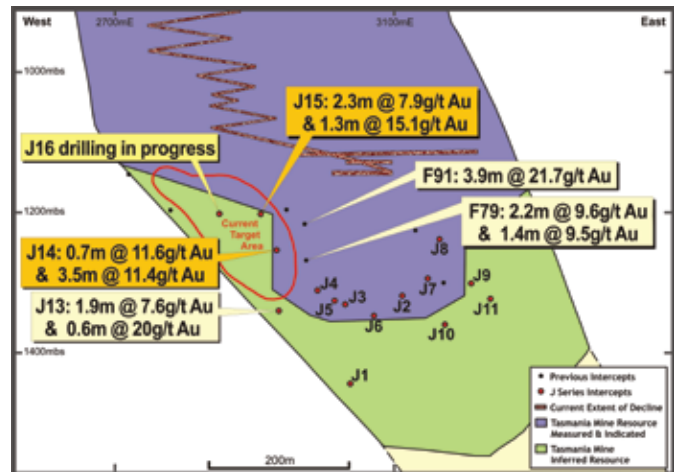 West
2700mE
3100mE
East
1000mbs
J15: 2.3m @ 7.9g/t Au
& 1.3m @ 15.1g/t Au
J16 drilling in progress
F91: 3.9m @ 21.7g/t Au
1200mbs
Current
Target
Area
F79: 2.2m @ 9.6g/t Au
& 1.4m @ 9.5g/t Au
J14: 0.7m @ 11.6g/t Au
& 3.5m @ 11.4g/t Au
J8
J13: 1.9m @ 7.6g/t Au
& 0.6m @ 20g/t Au
J4
J7
J9
J5
J3
J2
J11
J6
J10
1400mbs
J1
Previous Intercepts
J Series Intercepts
Current Extent of Decline
Tasmania Mine Resource
Measured & Indicated
Tasmania Mine
Inferred Resource
200m